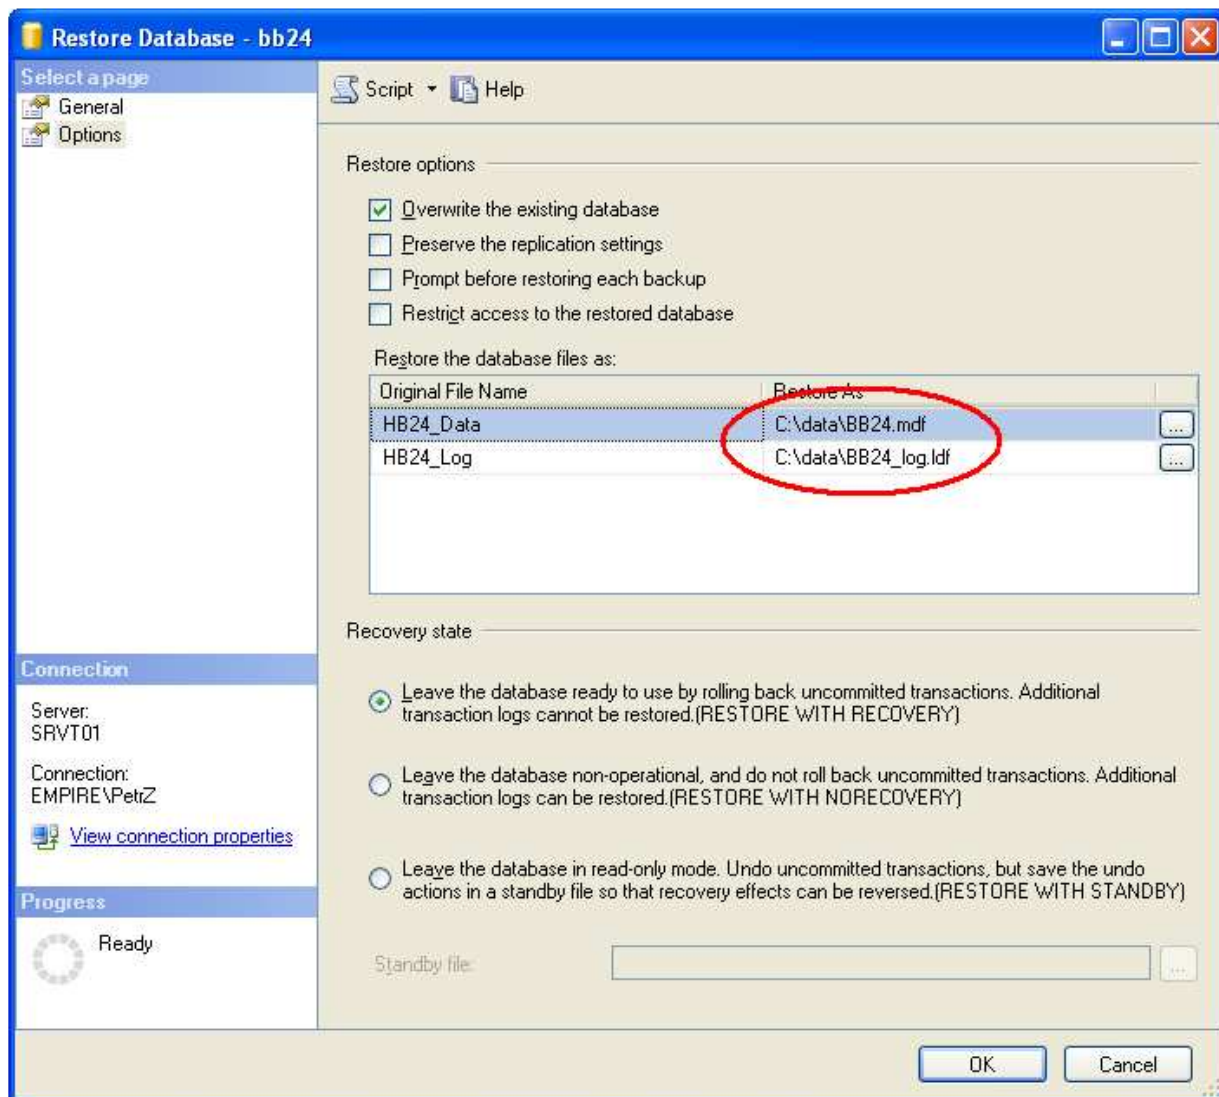 Restore Database - bb24
Select a page
General
Options
Script
Help
Restore options
Overwrite the existing database
Preserve the replication settings
Prompt before restoring each backup
Restrict access to the restored database
Restore the database files as:
Original File Name Restore As
HB24_Data C:\data\BB24.mdf ...
HB24_Log C:\data\BB24_log.ldf ...
Recovery state
Leave the database ready to use by rolling back uncommitted transactions. Additional
transaction logs cannot be restored.(RESTORE WITH RECOVERY)
Leave the database non-operational, and do not roll back uncommitted transactions. Additional
transaction logs can be restored.(RESTORE WITH NORECOVERY)
Leave the database in read-only mode. Undo uncommitted transactions, but save the undo
actions in a standby file so that recovery effects can be reversed.(RESTORE WITH STANDBY)
Standby file: ...
Connection
Server:
SRVT01
Connection:
EMPIRE\PetrZ
View connection properties
Progress
Ready
OK Cancel